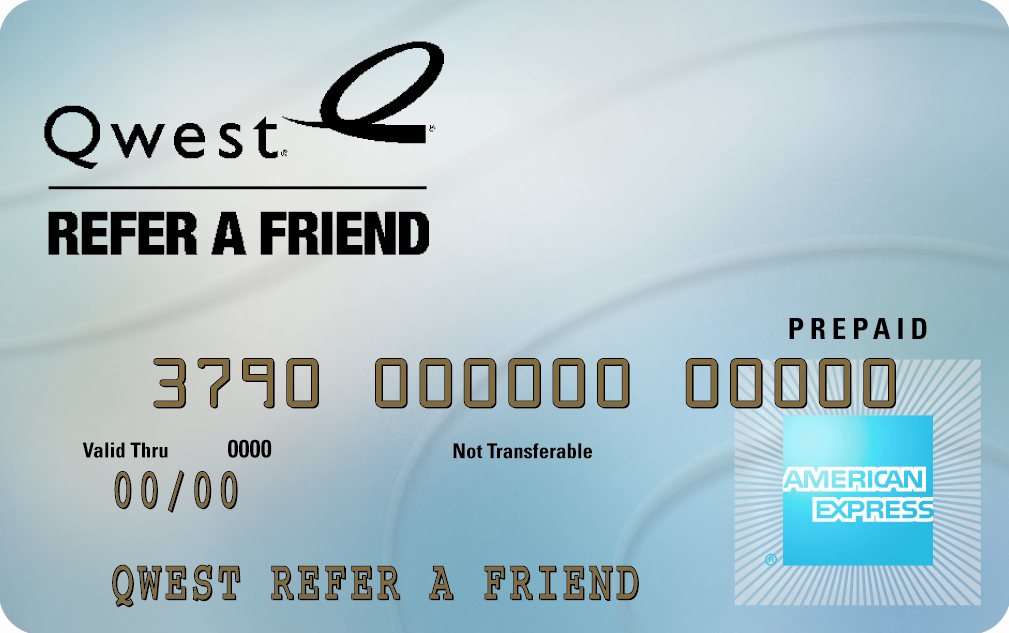 Qwest
REFER A FRIEND
PREPAID
3790 000000 00000
Valid Thru 0000 Not Transferable
00/00
AMERICAN
EXPRESS
®
QWEST REFER A FRIEND